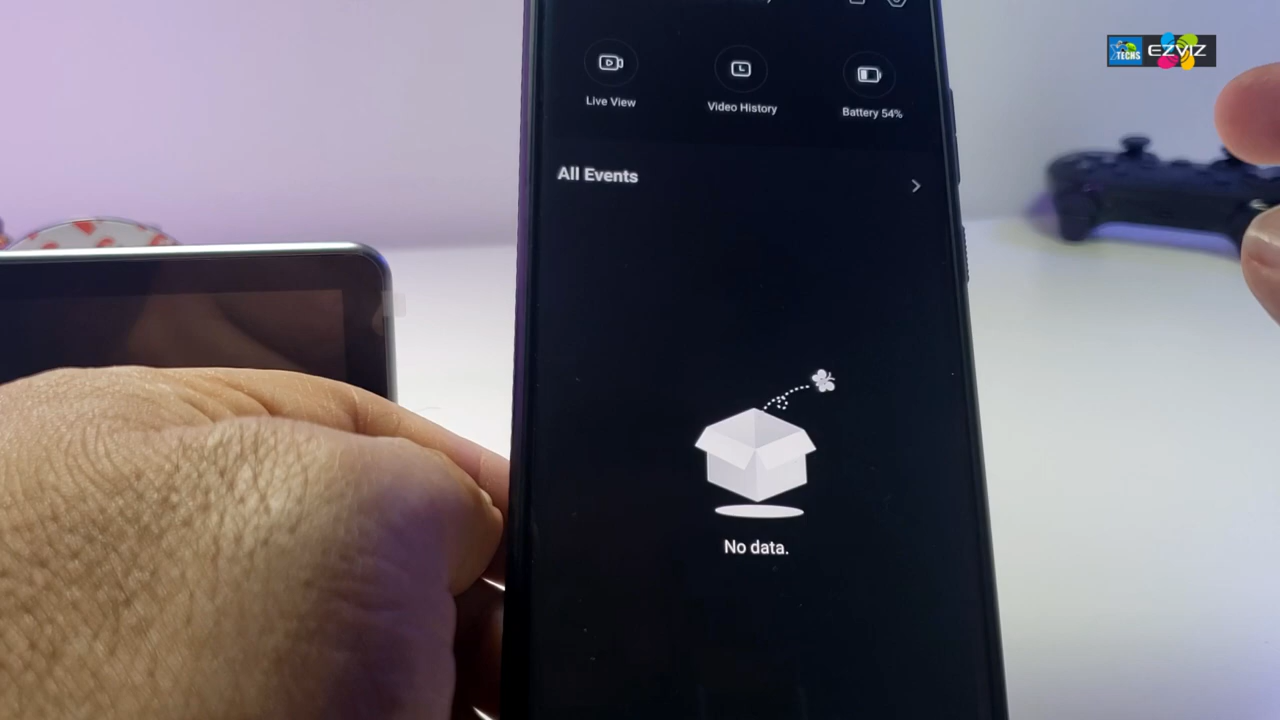 TECHS EZVIZ
Live View
Video History
Battery 54%
All Events
No data.